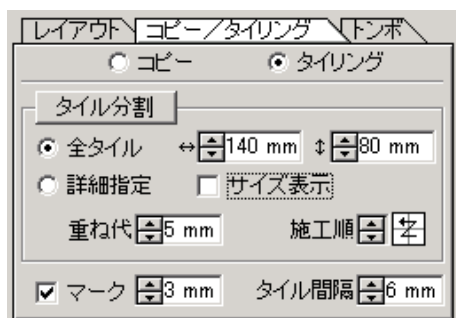 レイアウト コピー／タイリング トンボ
コピー タイリング
タイル分割
全タイル 140 mm 80 mm
詳細指定 サイズ表示
重ね代 5 mm 施工順
マーク 3 mm タイル間隔 6 mm